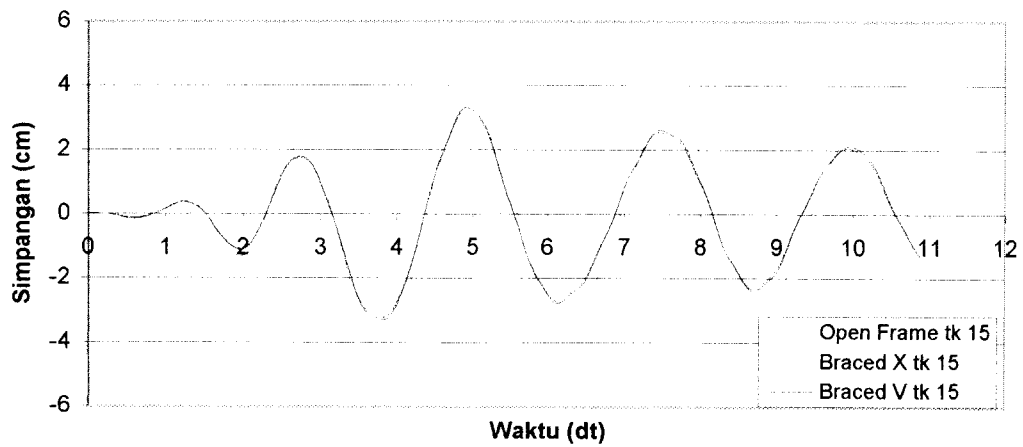 6
4
2
0
-2
-4
-6
Simpangan (cm)
0 1 2 3 4 5 6 7 8 9 10 11 12
Open Frame tk 15
Braced X tk 15
Braced V tk 15
Waktu (dt)